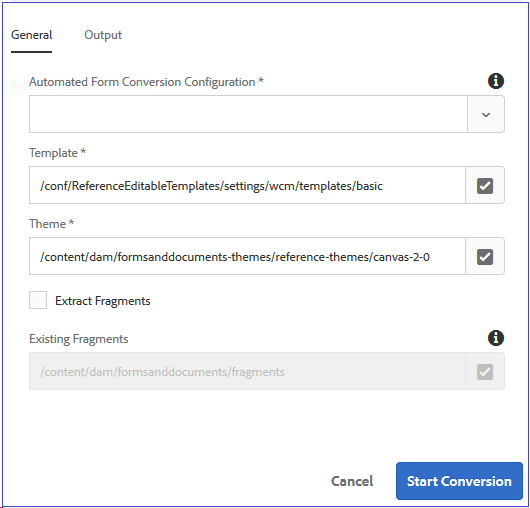 General Output
Automated Form Conversion Configuration *
Template *
/conf/ReferenceEditableTemplates/settings/wcm/templates/basic
Theme *
/content/dam/formsanddocuments-themes/reference-themes/canvas-2-0
Extract Fragments
Existing Fragments
/content/dam/formsanddocuments/fragments
Cancel Start Conversion